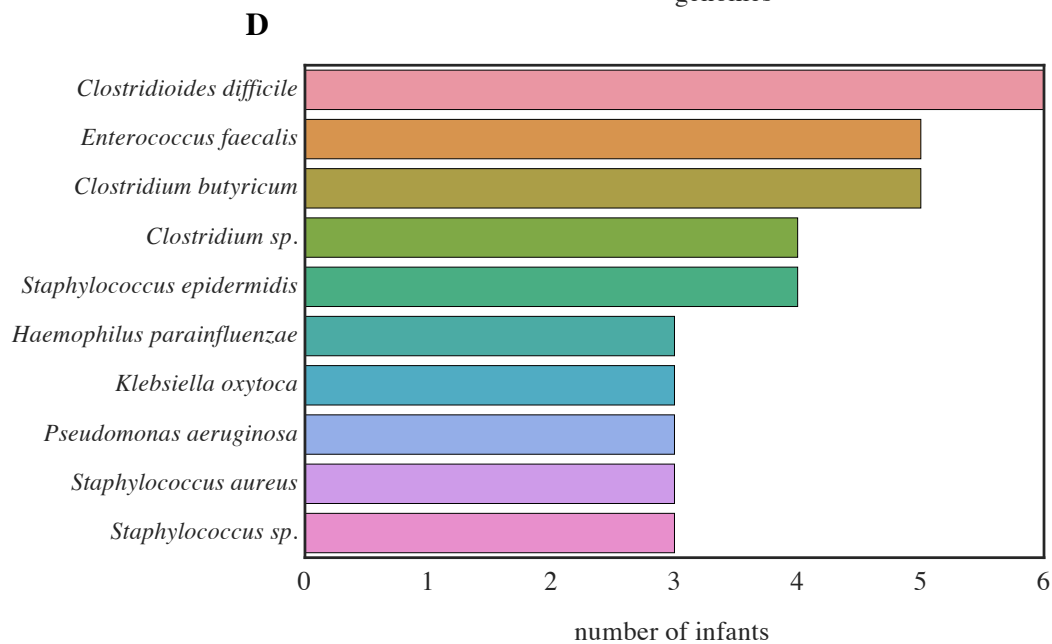 D
Clostridioides difficile
Enterococcus faecalis
Clostridium butyricum
Clostridium sp.
Staphylococcus epidermidis
Haemophilus parainfluenzae
Klebsiella oxytoca
Pseudomonas aeruginosa
Staphylococcus aureus
Staphylococcus sp.
0 1 2 3 4 5 6
number of infants